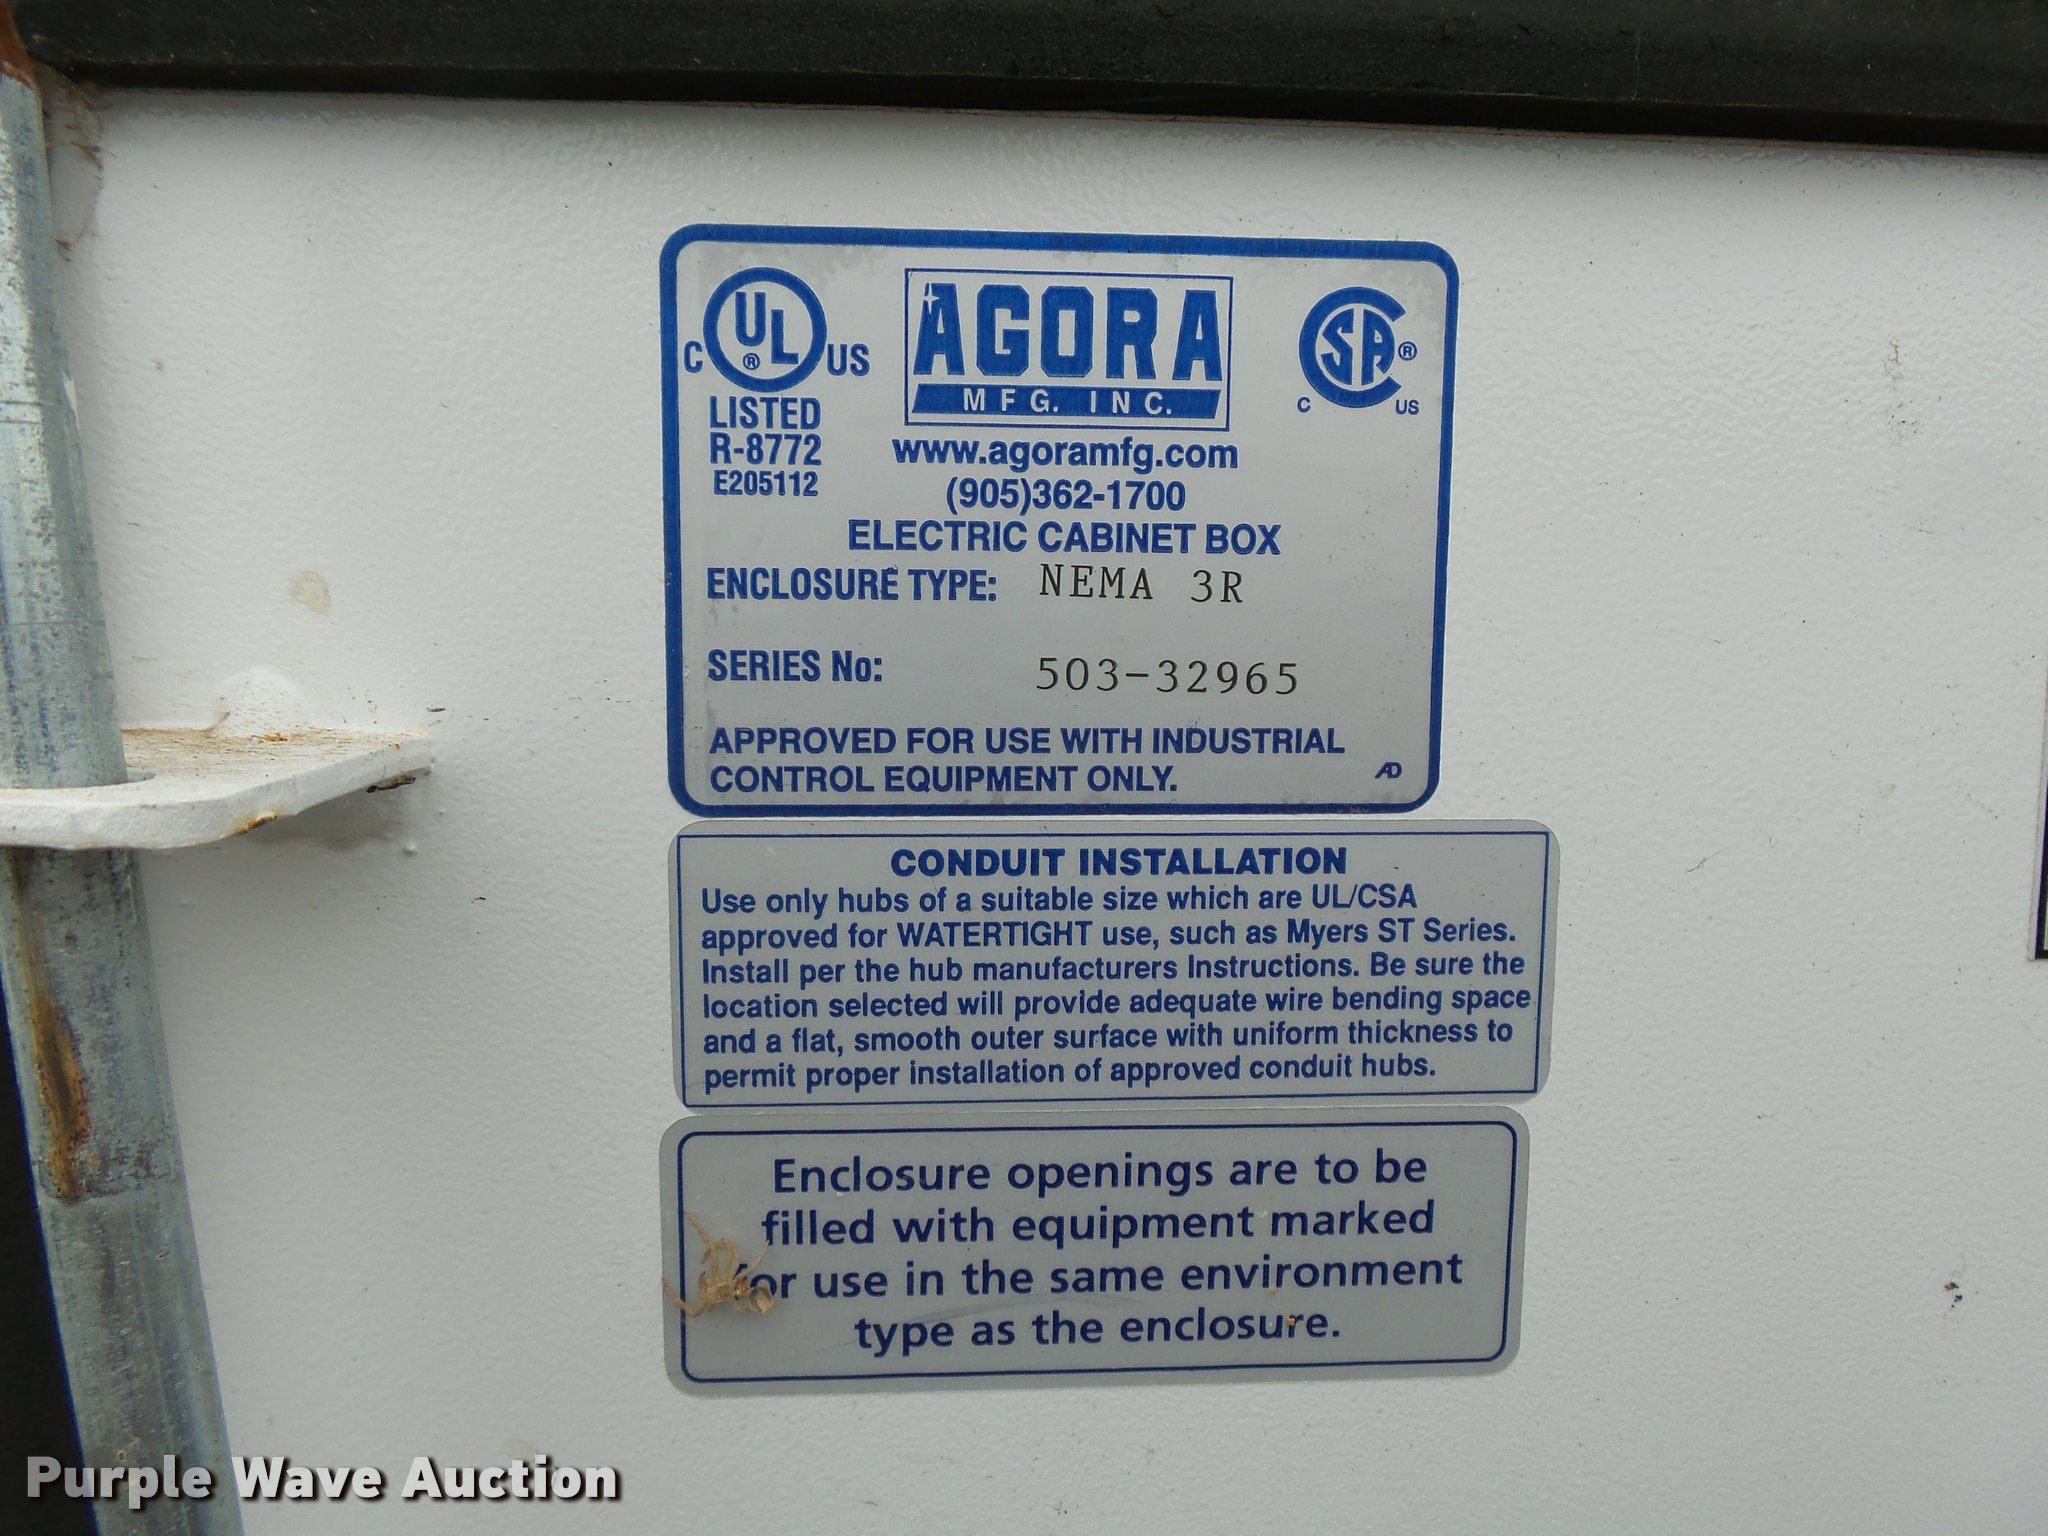 C UL ® US
LISTED
R-8772
E205112
AGORA
MFG. INC.
www.agoramfg.com
(905)362-1700
CSA ®
C US
ELECTRIC CABINET BOX
ENCLOSURE TYPE: NEMA 3R
SERIES No: 503-32965
APPROVED FOR USE WITH INDUSTRIAL
CONTROL EQUIPMENT ONLY.
AD
CONDUIT INSTALLATION
Use only hubs of a suitable size which are UL/CSA
approved for WATERTIGHT use, such as Myers ST Series.
Install per the hub manufacturers Instructions. Be sure the
location selected will provide adequate wire bending space
and a flat, smooth outer surface with uniform thickness to
permit proper installation of approved conduit hubs.
Enclosure openings are to be
filled with equipment marked
for use in the same environment
type as the enclosure.
Purple Wave Auction